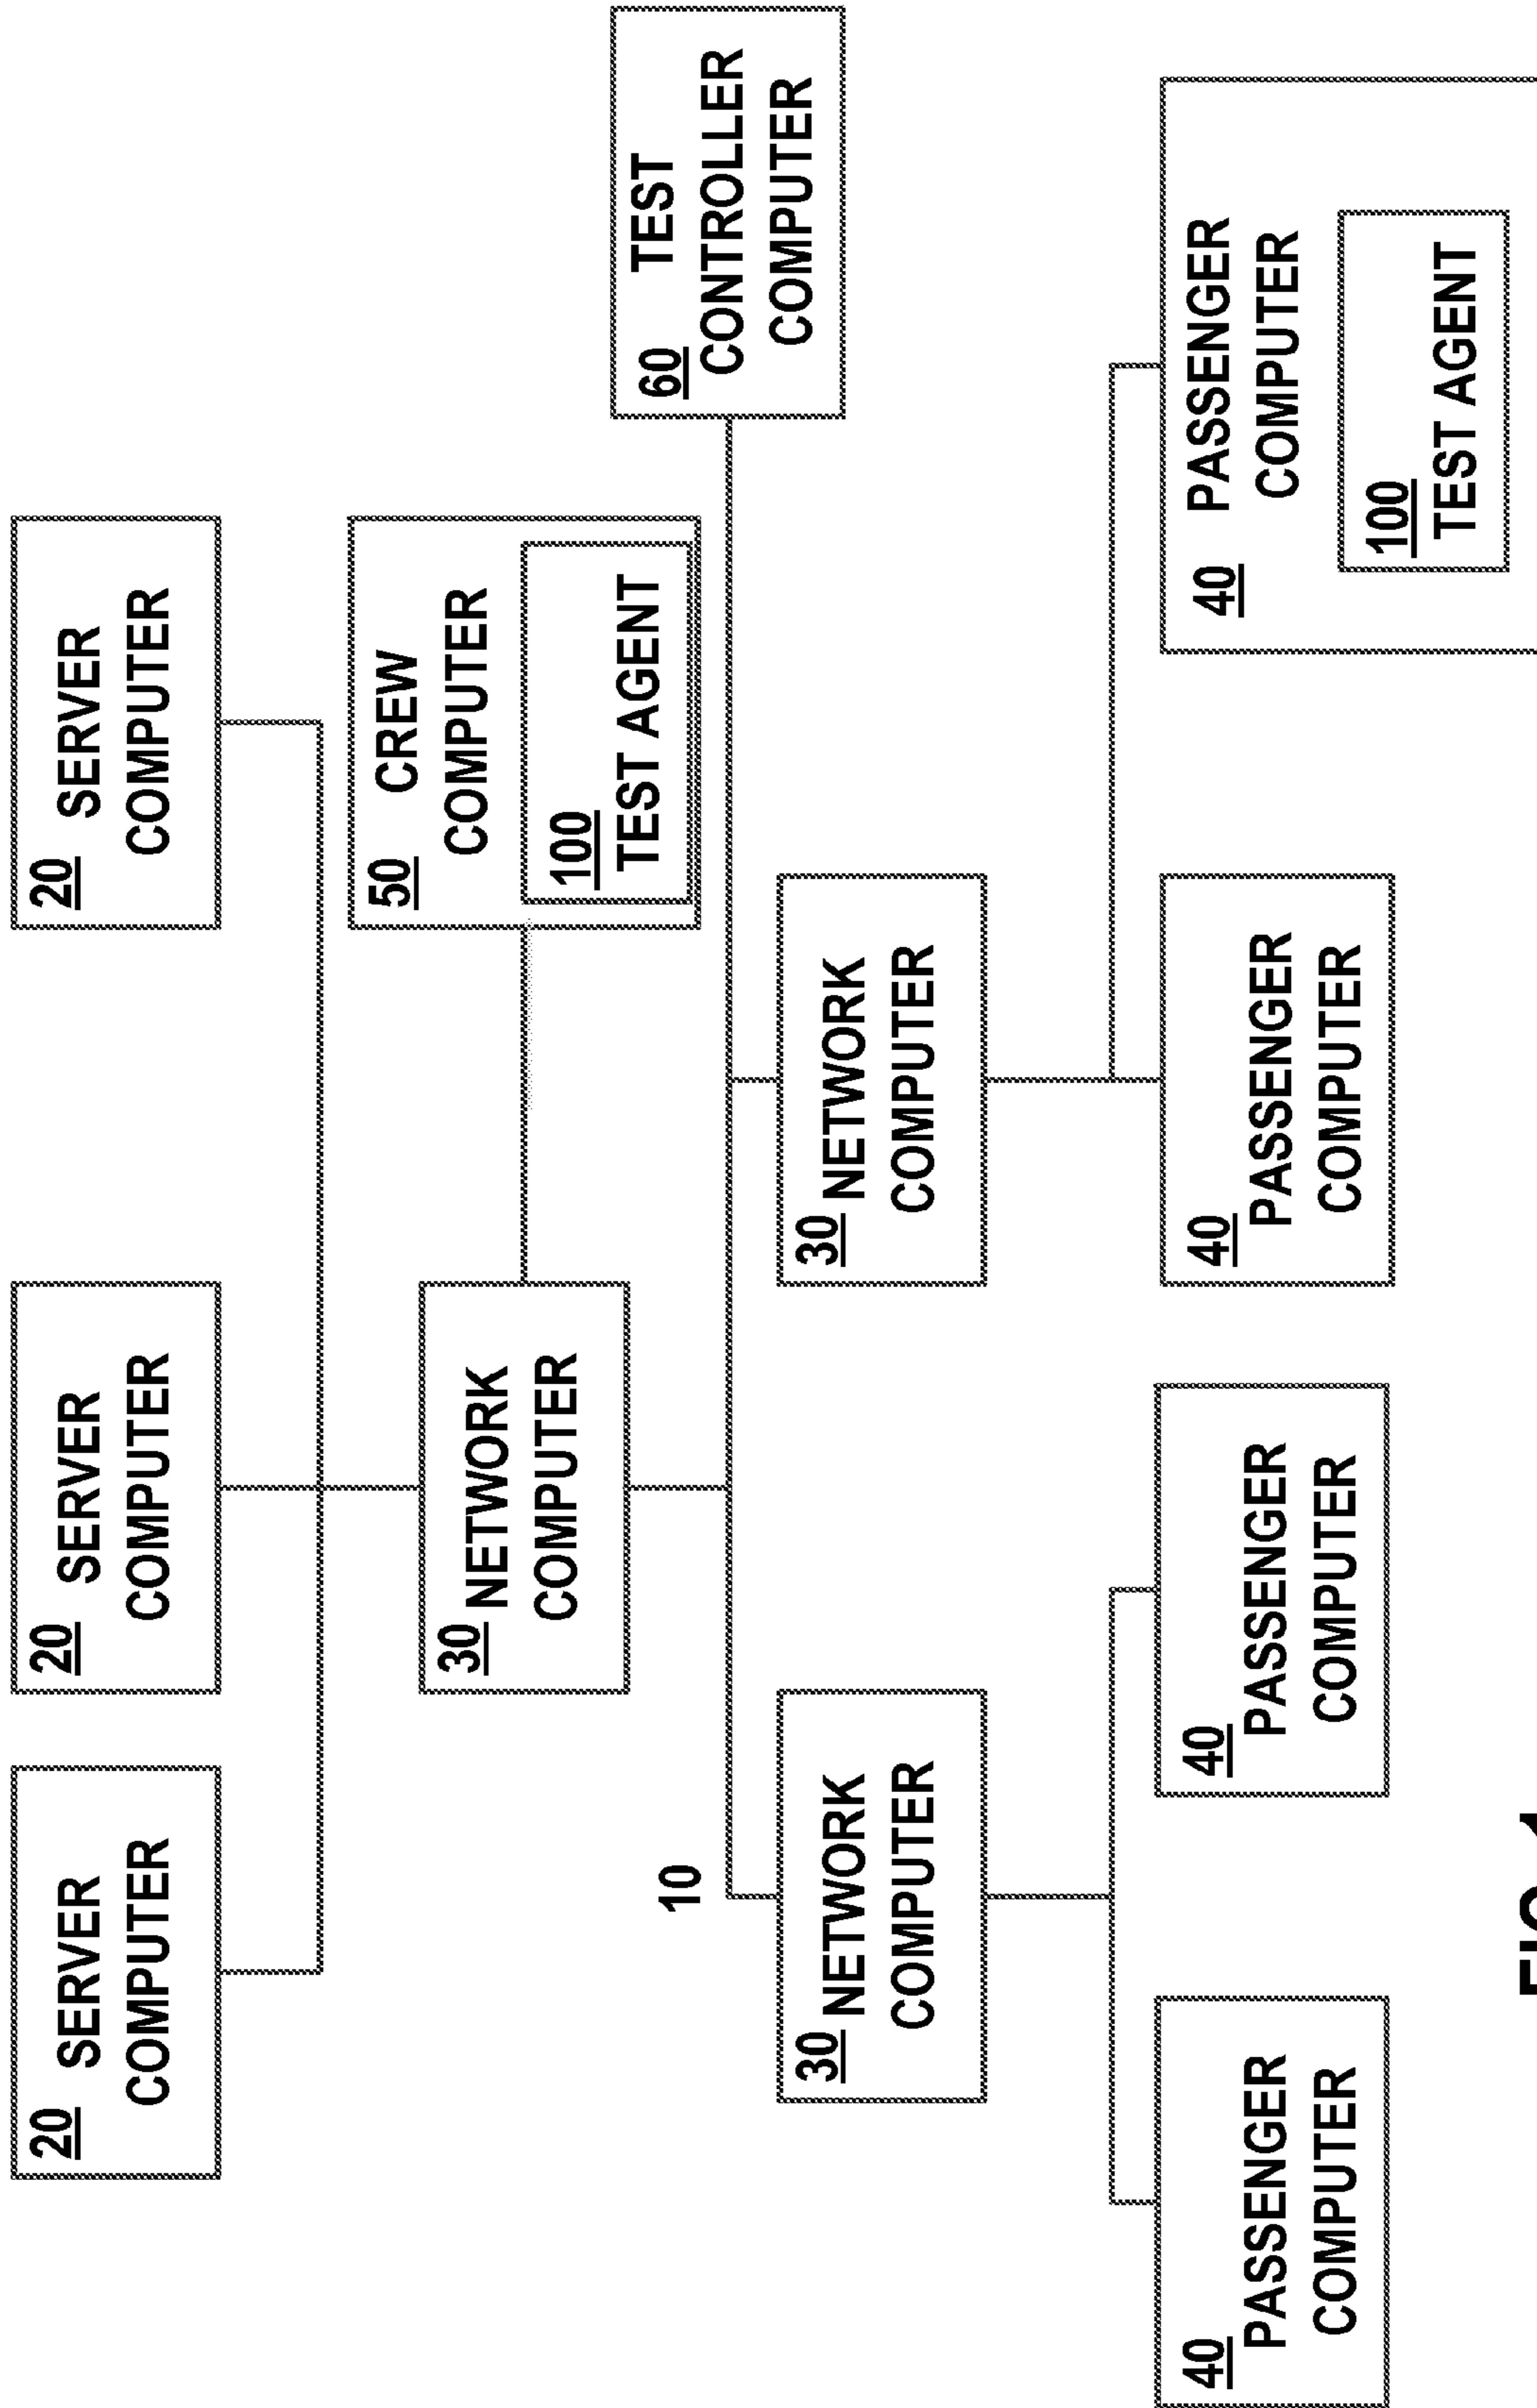 20 SERVER
COMPUTER
20 SERVER
COMPUTER
20 SERVER
COMPUTER
50 CREW
COMPUTER
100
TEST AGENT
30 NETWORK
COMPUTER
60 TEST
CONTROLLER
COMPUTER
10
30 NETWORK
COMPUTER
30 NETWORK
COMPUTER
40
PASSENGER
COMPUTER
40
PASSENGER
COMPUTER
40
PASSENGER
COMPUTER
40 PASSENGER
COMPUTER
100
TEST AGENT